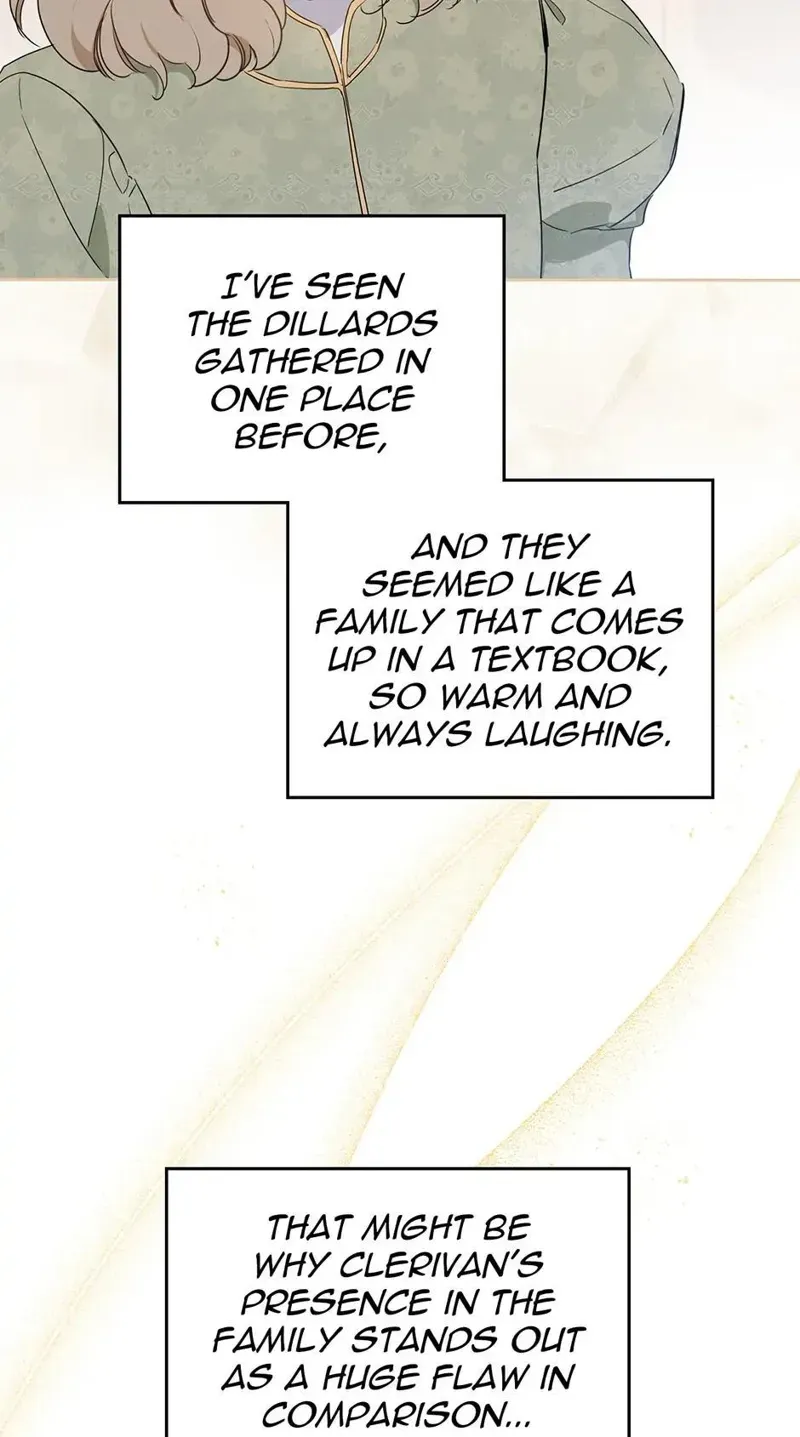 I'VE SEEN
THE DILLARDS
GATHERED IN
ONE PLACE
BEFORE,
AND THEY
SEEMED LIKE A
FAMILY THAT COMES
UP IN A TEXTBOOK,
SO WARM AND
ALWAYS LAUGHING.
THAT MIGHT BE
WHY CLERIVAN'S
PRESENCE IN THE
FAMILY STANDS OUT
AS A HUGE FLAW IN
COMPARISON...